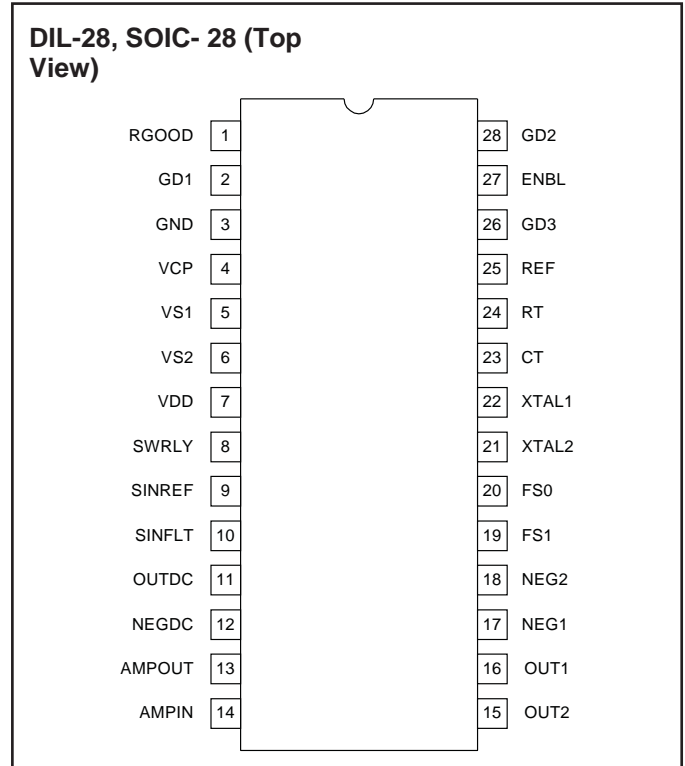 DIL-28, SOIC- 28 (Top
View)
RGOOD 1 28 GD2
GD1 2 27 ENBL
GND 3 26 GD3
VCP 4 25 REF
VS1 5 24 RT
VS2 6 23 CT
VDD 7 22 XTAL1
SWRLY 8 21 XTAL2
SINREF 9 20 FS0
SINFLT 10 19 FS1
OUTDC 11 18 NEG2
NEGDC 12 17 NEG1
AMPOUT 13 16 OUT1
AMPIN 14 15 OUT2